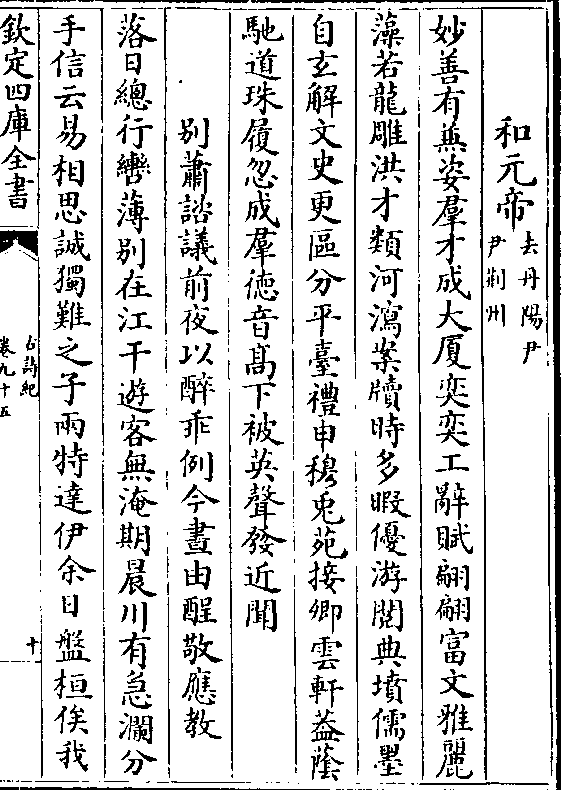 和元帝去丹陽尹尹荆州
妙善有無姿羣才成大厦奕奕工辭賦翩翩富文雅麗
藻若龍雕洪才類河瀉案牘時多暇優游閱典墳儒墨
自玄解文史更區分平臺禮申穆兎苑接卿雲軒葢蔭
馳道珠履忽成羣徳音髙下被英聲發近聞
别蕭諮議前夜以醉乖例今晝由酲敬應教
落日總行轡薄别在江干遊客無淹期晨川有急瀾分
手信云易相思誠獨難之子兩特達伊余日盤桓俟我
欽定四庫全書
古詩紀
卷九十五
十